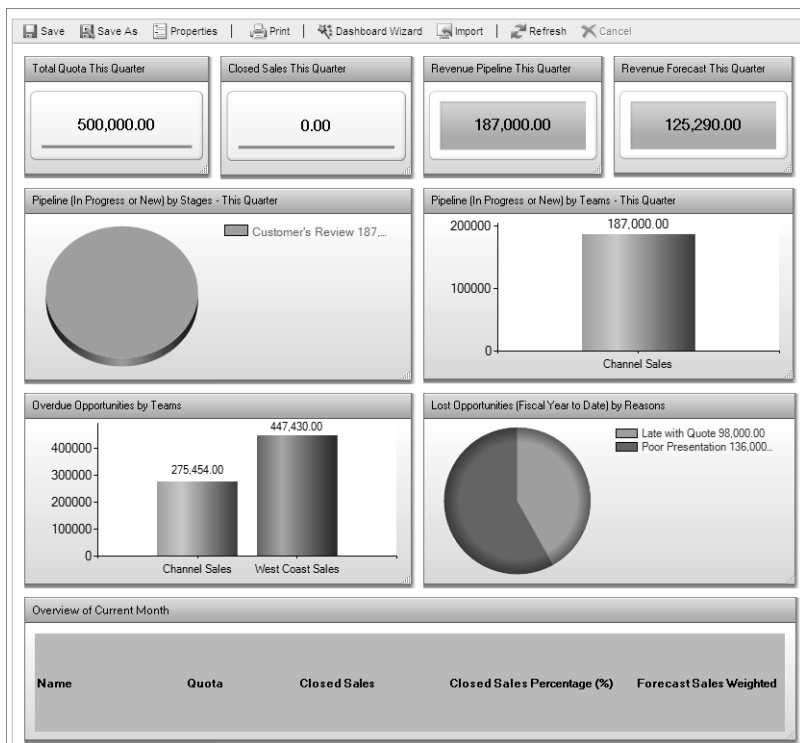 Save Save As Properties | Print | Dashboard Wizard Import | Refresh Cancel
Total Quota This Quarter
500,000.00
Closed Sales This Quarter
0.00
Revenue Pipeline This Quarter
187,000.00
Revenue Forecast This Quarter
125,290.00
Pipeline (In Progress or New) by Stages - This Quarter
Customer's Review 187,...
Pipeline (In Progress or New) by Teams - This Quarter
187,000.00
200000
100000
0
Channel Sales
Overdue Opportunities by Teams
447,430.00
275,454.00
400000
300000
200000
100000
0
Channel Sales West Coast Sales
Lost Opportunities (Fiscal Year to Date) by Reasons
Late with Quote 98,000.00
Poor Presentation 136,000...
Overview of Current Month
Name Quota Closed Sales Closed Sales Percentage (%) Forecast Sales Weighted